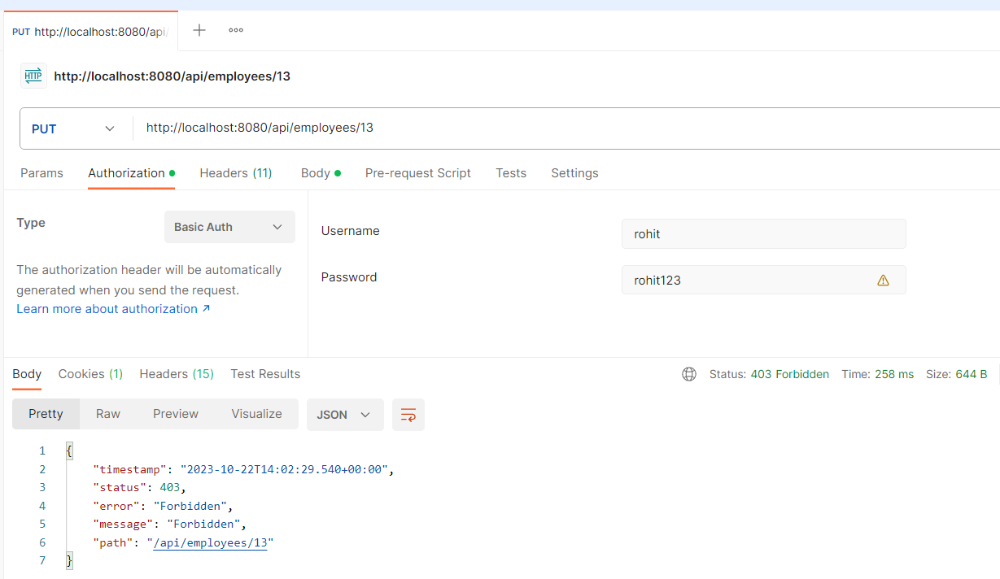 PUT http://localhost:8080/api/
HTTP http://localhost:8080/api/employees/13
PUT http://localhost:8080/api/employees/13
Params Authorization Headers (11) Body Pre-request Script Tests Settings
Type Basic Auth
The authorization header will be automatically
generated when you send the request.
Learn more about authorization ↗
Username rohit
Password rohit123
Body Cookies (1) Headers (15) Test Results Status: 403 Forbidden Time: 258 ms Size: 644 B
Pretty Raw Preview Visualize JSON
1 {
2 "timestamp": "2023-10-22T14:02:29.540+00:00",
3 "status": 403,
4 "error": "Forbidden",
5 "message": "Forbidden",
6 "path": "/api/employees/13"
7 }